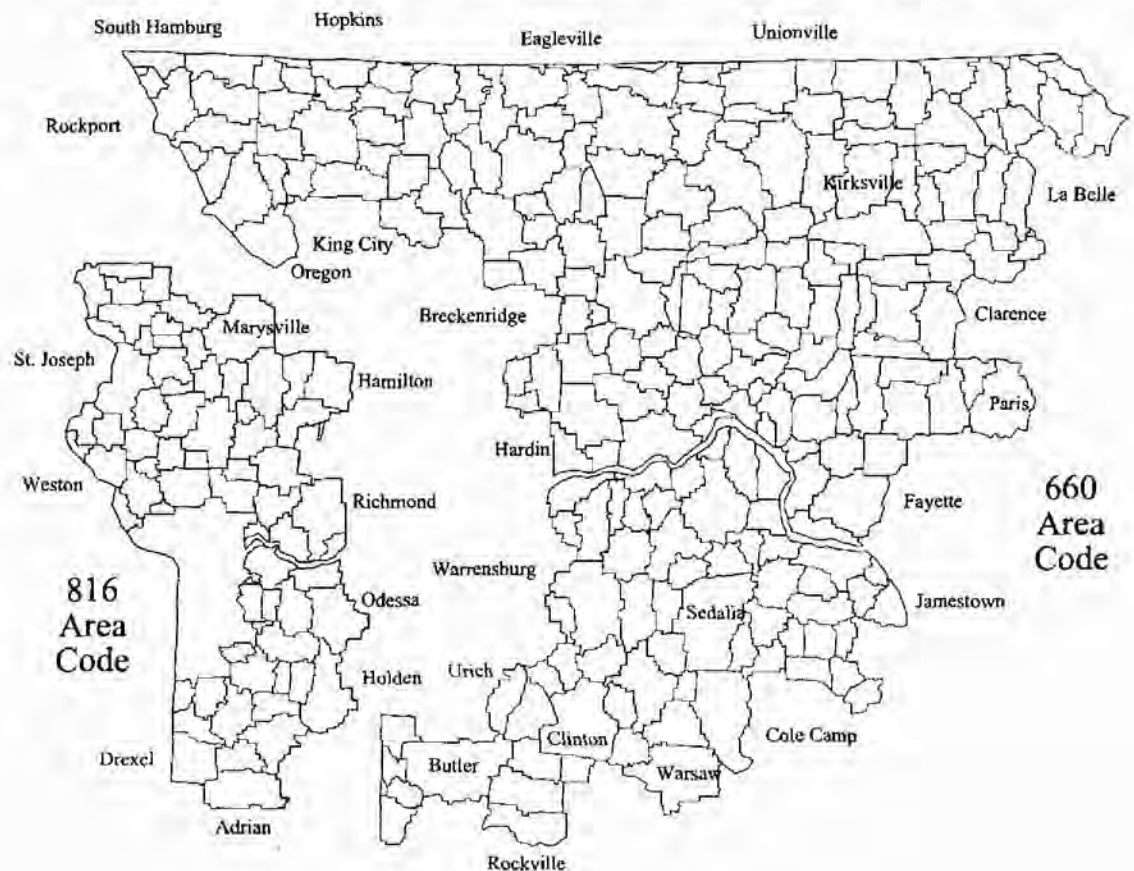 South Hamburg
Hopkins
Eagleville
Unionville
Rockport
Kirksville
La Belle
King City
Oregon
Breckenridge
Clarence
Marysville
St. Joseph
Hamilton
Paris
Hardin
Weston
Richmond
Fayette
660
Area
Code
Warrensburg
816
Area
Code
Odessa
Sedalia
Jamestown
Urich
Holden
Clinton
Cole Camp
Drexel
Butler
Warsaw
Adrian
Rockville